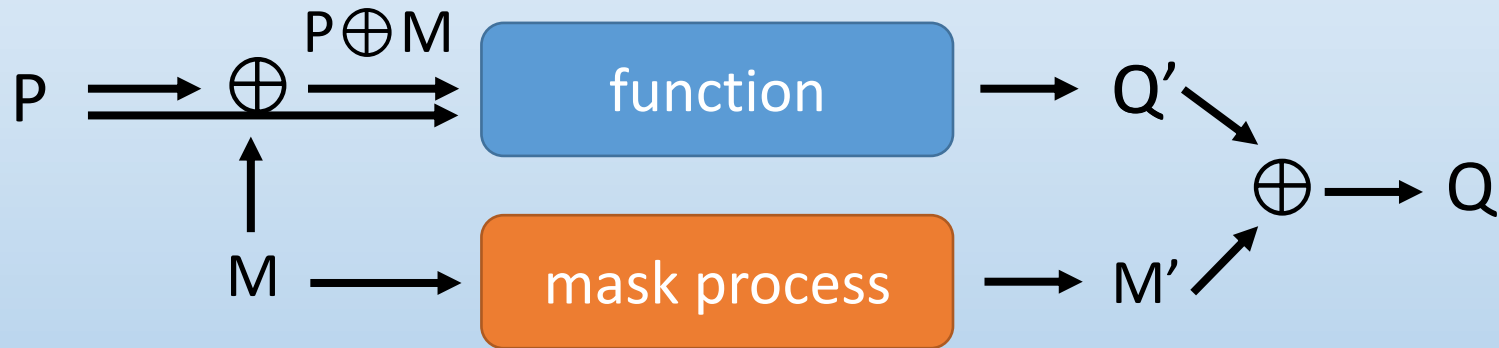 P⊕M
P ⊕ function Q’
⊕ Q
M mask process M’